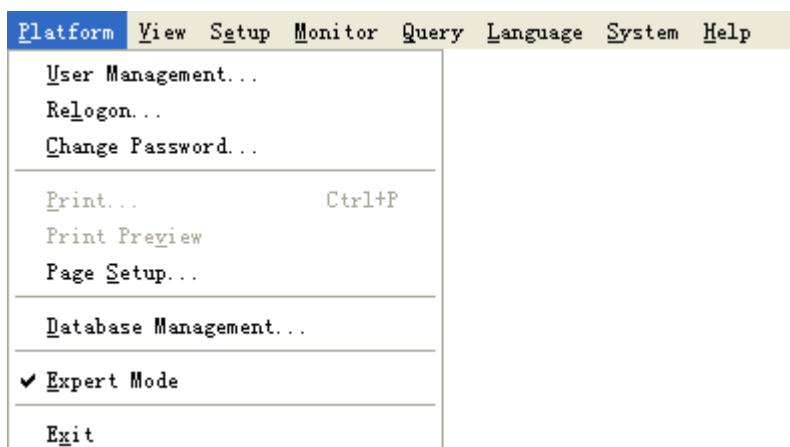 Platform View Setup Monitor Query Language System Help
User Management...
Relogon...
Change Password...
Print... Ctrl+P
Print Preview
Page Setup...
Database Management...
Expert Mode
Exit